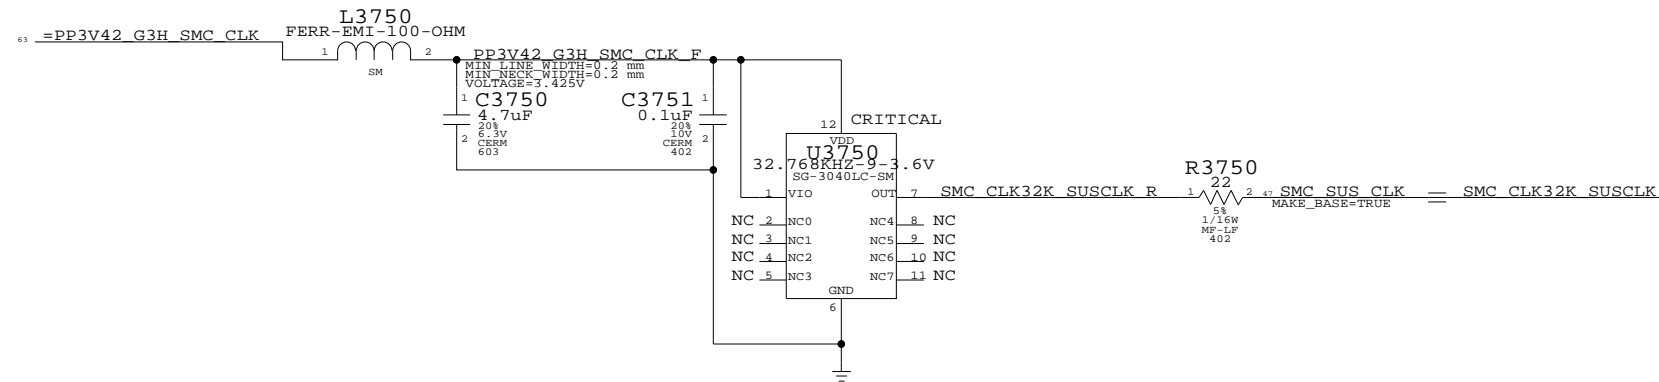 L3750
FERR-EMI-100-OHM
63 =PP3V42_G3H_SMC_CLK
1 2
SM
PP3V42_G3H_SMC_CLK_F
MIN_LINE_WIDTH=0.2 mm
MIN_NECK_WIDTH=0.2 mm
VOLTAGE=3.425V
1 C3750
4.7uF
20%
2 6.3V
CERM
603
C3751 1
0.1uF
20%
10V 2
CERM
402
12 CRITICAL
VDD
U3750
32.768KHZ-9-3.6V
SG-3040LC-SM
1 VIO OUT 7
NC 2 NC0 NC4 8 NC
NC 3 NC1 NC5 9 NC
NC 4 NC2 NC6 10 NC
NC 5 NC3 NC7 11 NC
GND
6
SMC_CLK32K_SUSCLK_R
R3750
22
1 2
5%
1/16W
MF-LF
402
47 SMC_SUS_CLK
MAKE_BASE=TRUE
SMC_CLK32K_SUSCLK